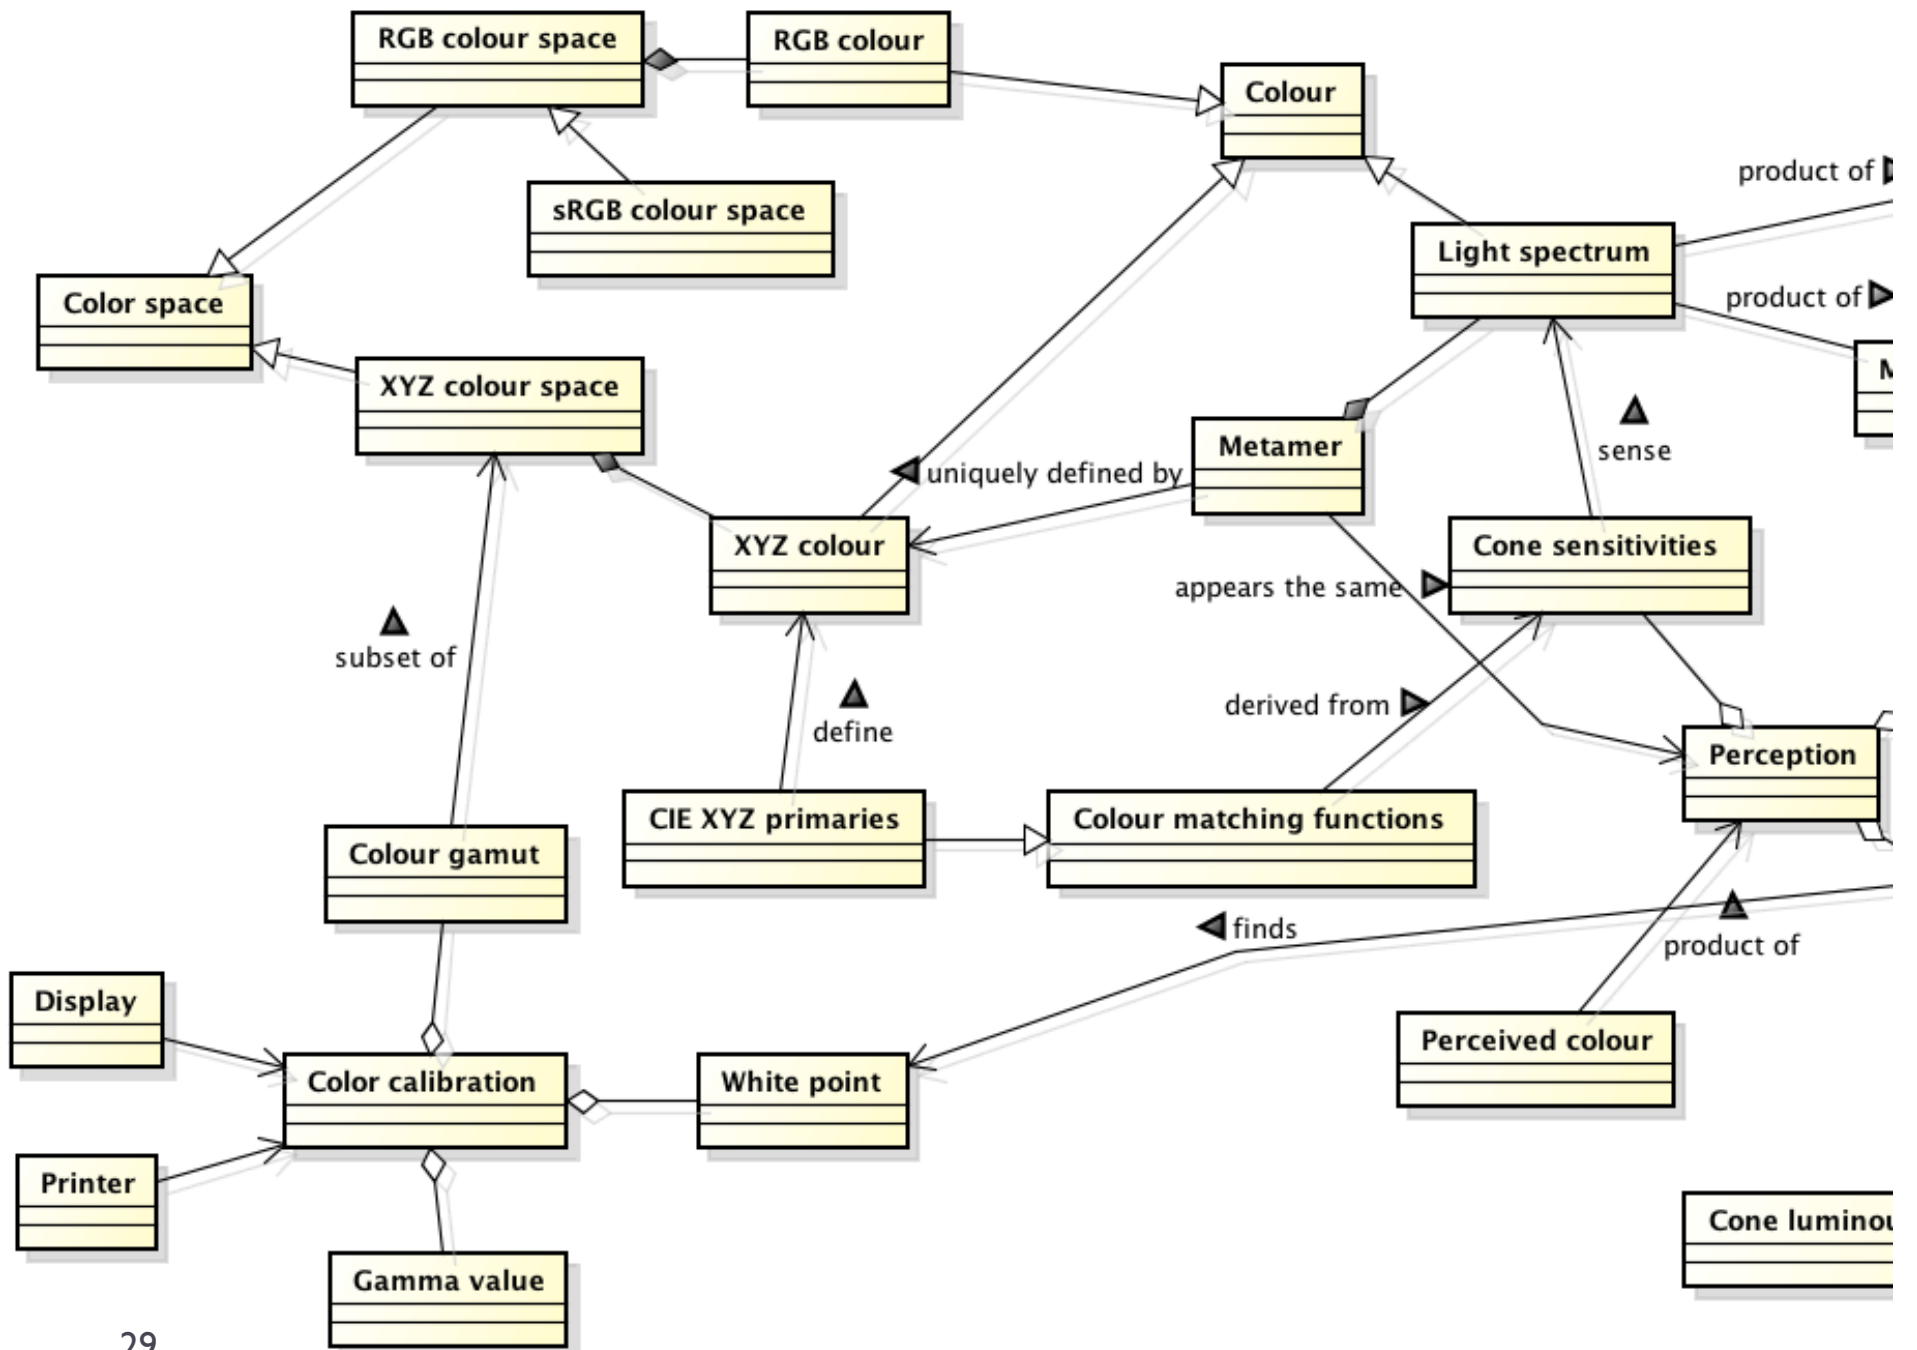 RGB colour space
RGB colour
Colour
product of
sRGB colour space
Light spectrum
product of
Color space
XYZ colour space
Metamer
sense
uniquely defined by
XYZ colour
Cone sensitivities
appears the same
subset of
derived from
define
Perception
CIE XYZ primaries
Colour matching functions
Colour gamut
finds
product of
Display
Perceived colour
Color calibration
White point
Printer
Cone
Gamma value
29